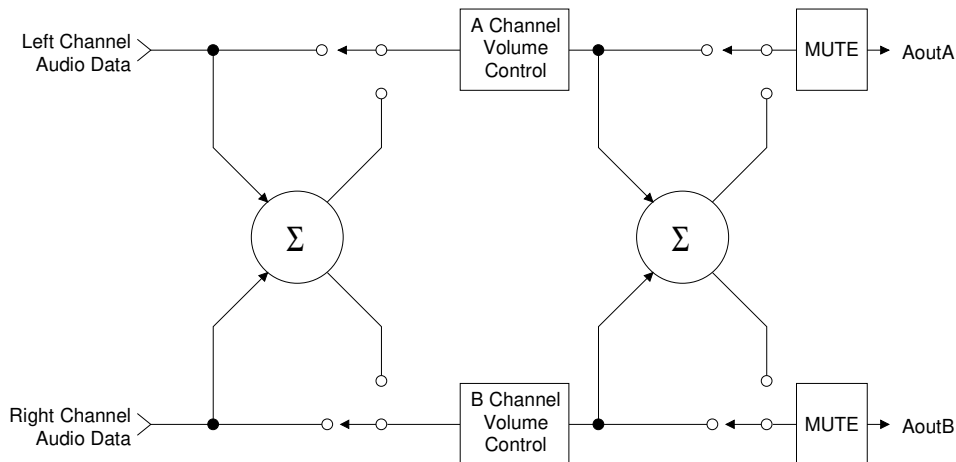 Left Channel
Audio Data
A Channel
Volume
Control
MUTE
AoutA
Σ
Σ
Right Channel
Audio Data
B Channel
Volume
Control
MUTE
AoutB